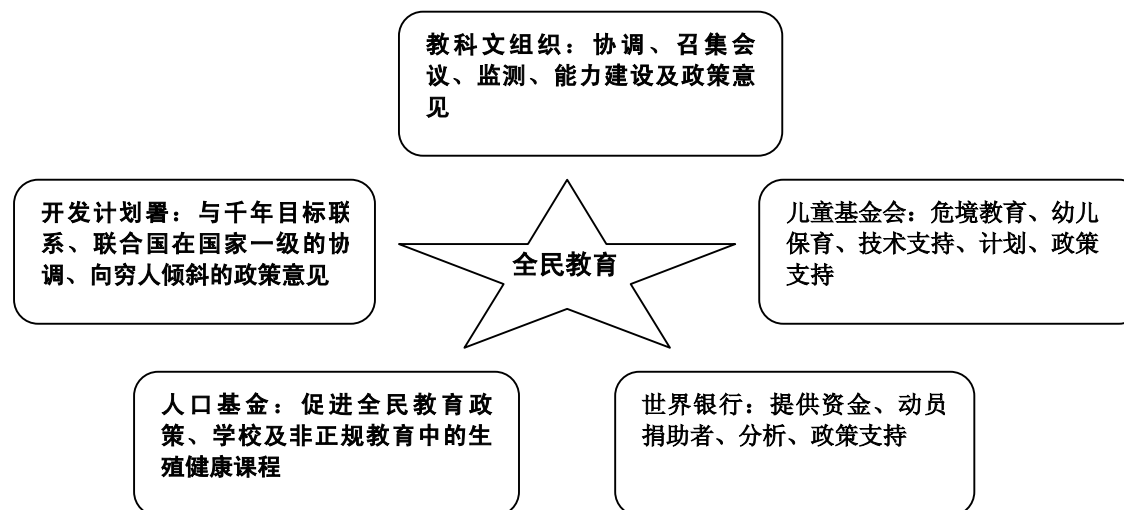 教科文组织：协调、召集会
议、监测、能力建设及政策意
见
开发计划署：与千年目标联
系、联合国在国家一级的协
调、向穷人倾斜的政策意见
全民教育
儿童基金会：危境教育、幼儿
保育、技术支持、计划、政策
支持
人口基金：促进全民教育政
策、学校及非正规教育中的生
殖健康课程
世界银行：提供资金、动员
捐助者、分析、政策支持